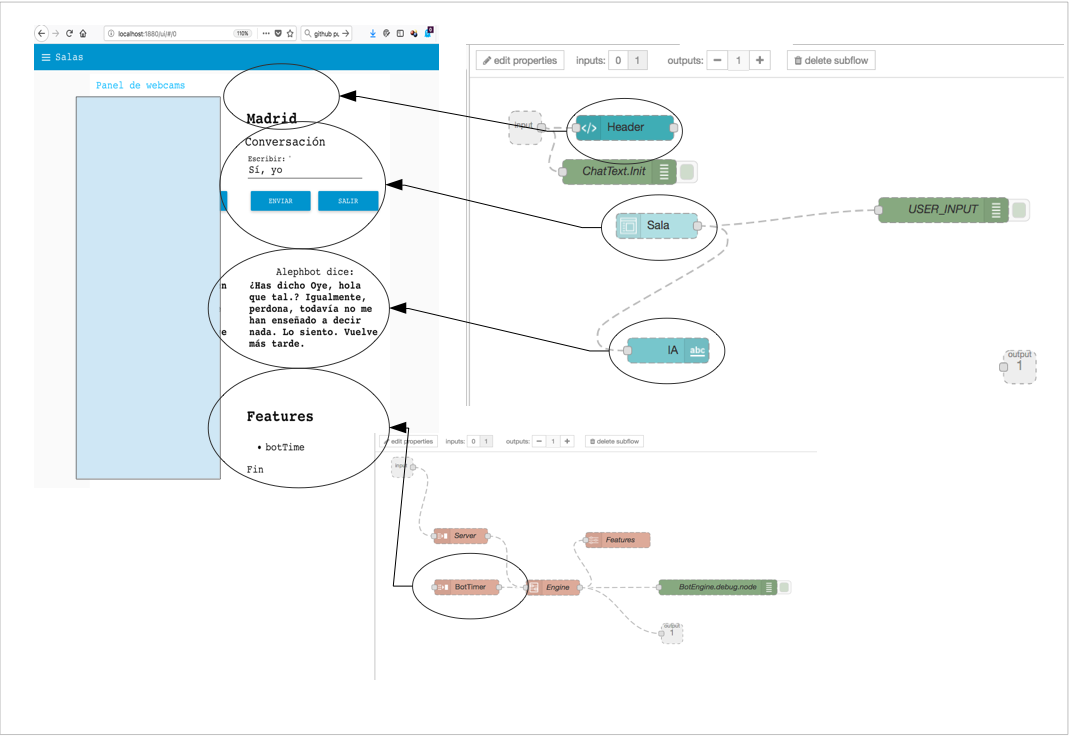 localhost:1880/ui/#/0
110%
github pu
Salas
Panel de webcams
Madrid
Conversación
Escribir: `
Sí, yo
ENVIAR
SALIR
n
e
Alephbot dice:
¿Has dicho Oye, hola
que tal.? Igualmente,
perdona, todavía no me
han enseñado a decir
nada. Lo siento. Vuelve
más tarde.
Features
• botTime
Fin
edit properties inputs: 0 1 outputs: − 1 + delete subflow
input
Header
ChatText.Init
Sala
USER_INPUT
IA abc
output
1
edit properties inputs: 0 1 outputs: − 1 + delete subflow
input
Server
Features
BotTimer
Engine
BotEngine.debug.node
output
1